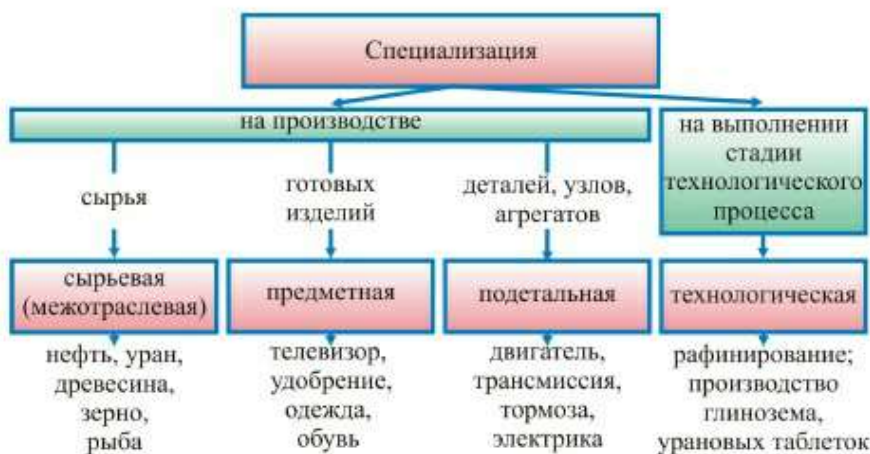 Специализация
на производстве
на выполнении
стадии
технологического
процесса
сырья
готовых
изделий
деталей, узлов,
агрегатов
сырьевая
(межотраслевая)
предметная
подетальная
технологическая
нефть, уран,
древесина,
зерно,
рыба
телевизор,
удобрение,
одежда,
обувь
двигатель,
трансмиссия,
тормоза,
электрика
рафинирование;
производство
глинозема,
урановых таблеток